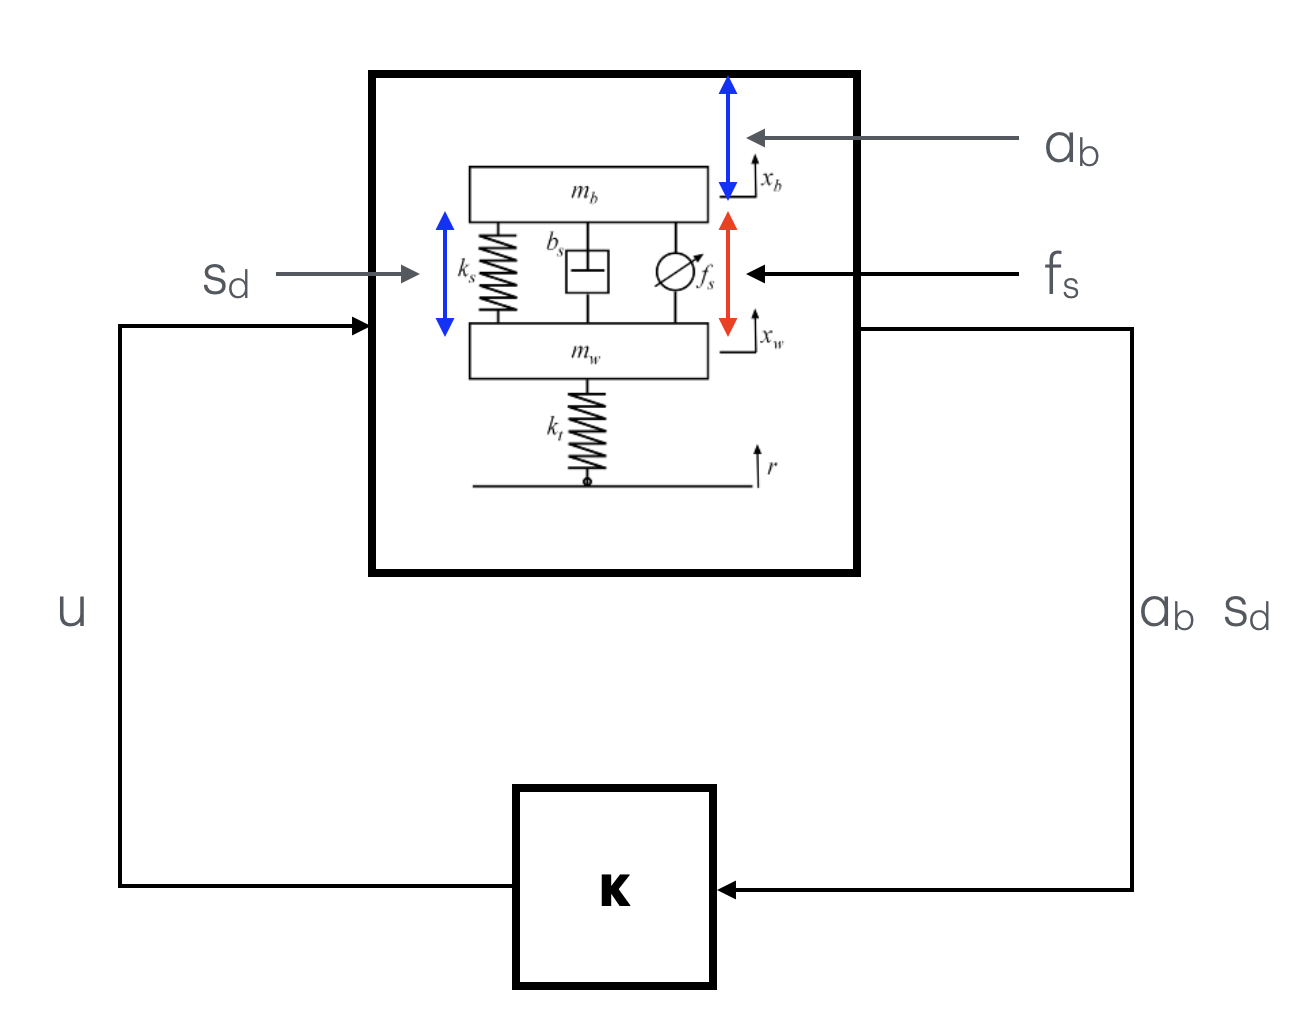 a_b
m_b
x_b
b_s
s_d
k_s
f_s
f_s
m_w
x_w
k_t
r
u
a_b s_d
K